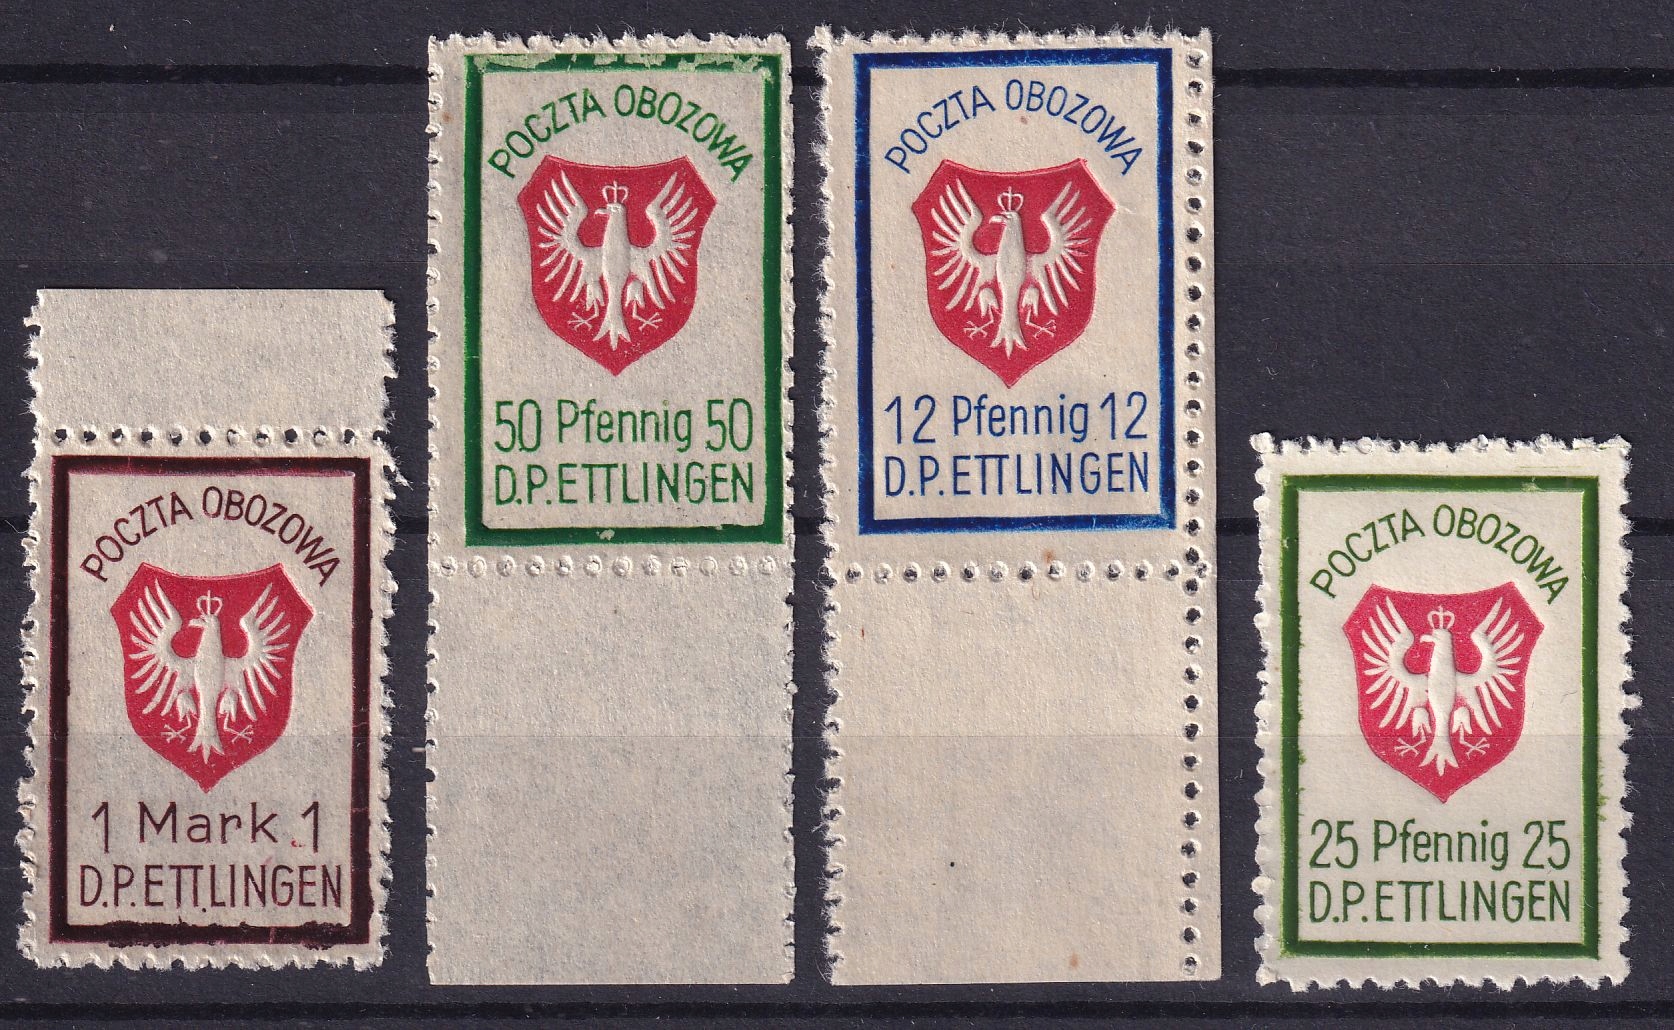 POCZTA OBOZOWA
1 Mark 1
D.P.ETTLINGEN
POCZTA OBOZOWA
50 Pfennig 50
D.P.ETTLINGEN
POCZTA OBOZOWA
12 Pfennig 12
D.P.ETTLINGEN
POCZTA OBOZOWA
25 Pfennig 25
D.P.ETTLINGEN